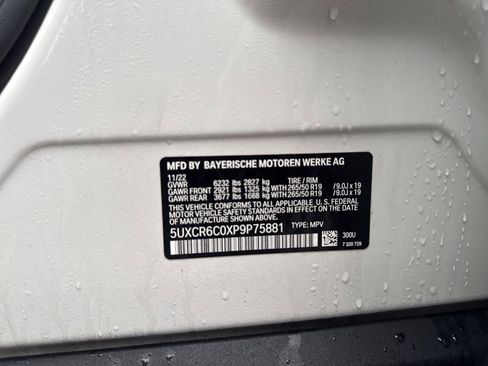 MFD BY BAYERISCHE MOTOREN WERKE AG
11/22
GVWR 6232 lbs 2827 kg TIRE / RIM
GAWR FRONT 2921 lbs 1325 kg WITH 265/50 R19 /9.0J x 19
GAWR REAR 3677 lbs 1668 kg WITH 265/50 R19 /9.0J x 19
THIS VEHICLE CONFORMS TO ALL APPLICABLE U. S. FEDERAL
MOTOR VEHICLE SAFETY STANDARDS IN EFFECT ON THE
DATE OF MANUFACTURE SHOWN ABOVE.
5UXCR6C0XP9P75881 TYPE: MPV
300U
7 320 729